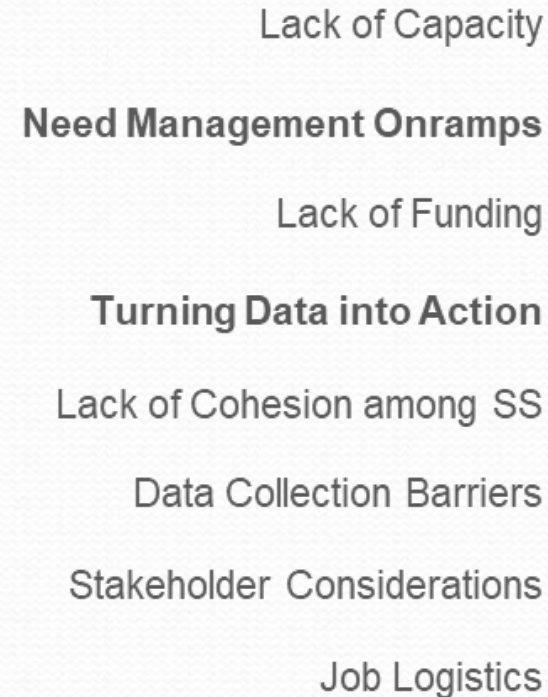 Lack of Capacity
Need Management Onramps
Lack of Funding
Turning Data into Action
Lack of Cohesion among SS
Data Collection Barriers
Stakeholder Considerations
Job Logistics